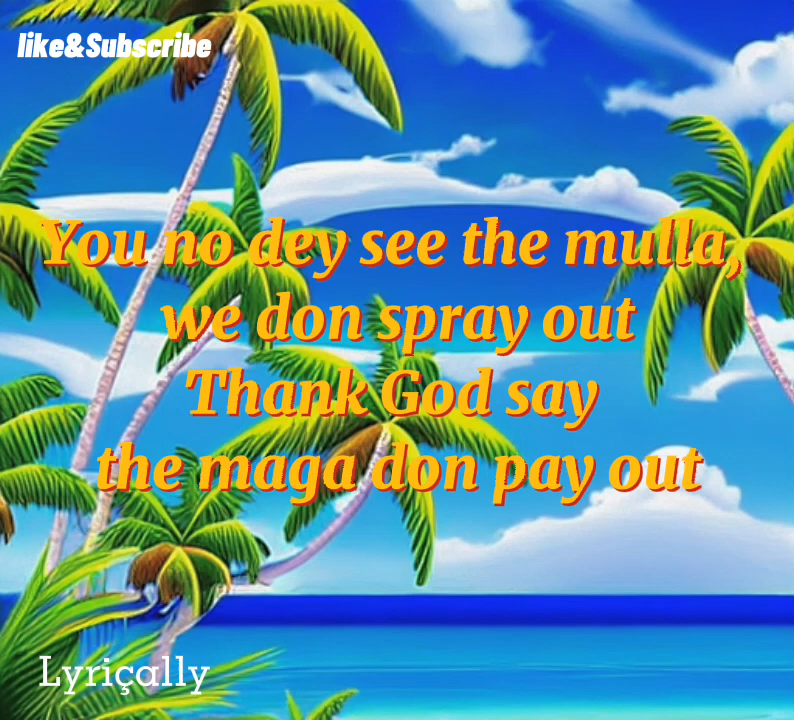 like&Subscribe
You no dey see the mulla,
we don spray out
Thank God say
the maga don pay out
Lyriçally